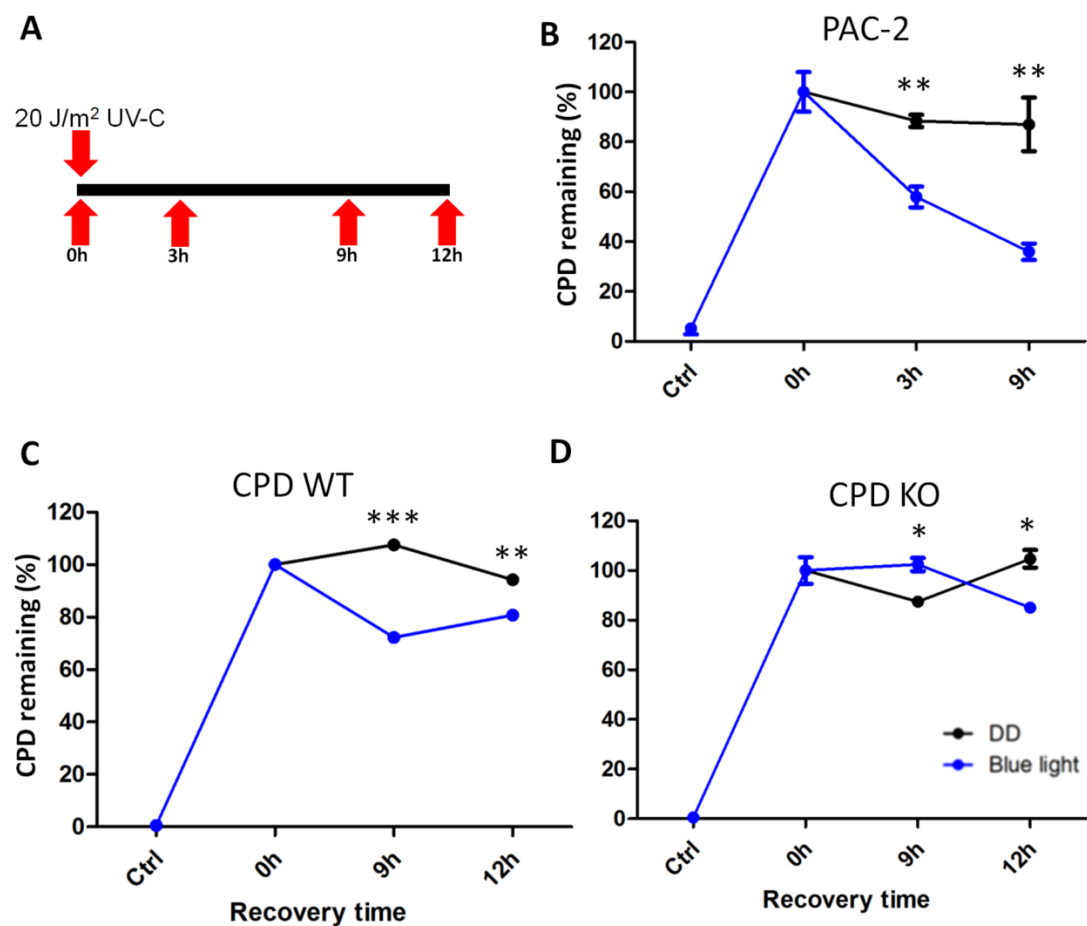 A
20 J/m² UV-C
0h
3h
9h
12h
B
PAC-2
CPD remaining (%)
120
100
80
60
40
20
0
**
**
Ctrl
0h
3h
9h
C
CPD WT
CPD remaining (%)
120
100
80
60
40
20
0
***
**
Ctrl
0h
9h
12h
Recovery time
D
CPD KO
120
100
80
60
40
20
0
*
*
DD
Blue light
Ctrl
0h
9h
12h
Recovery time